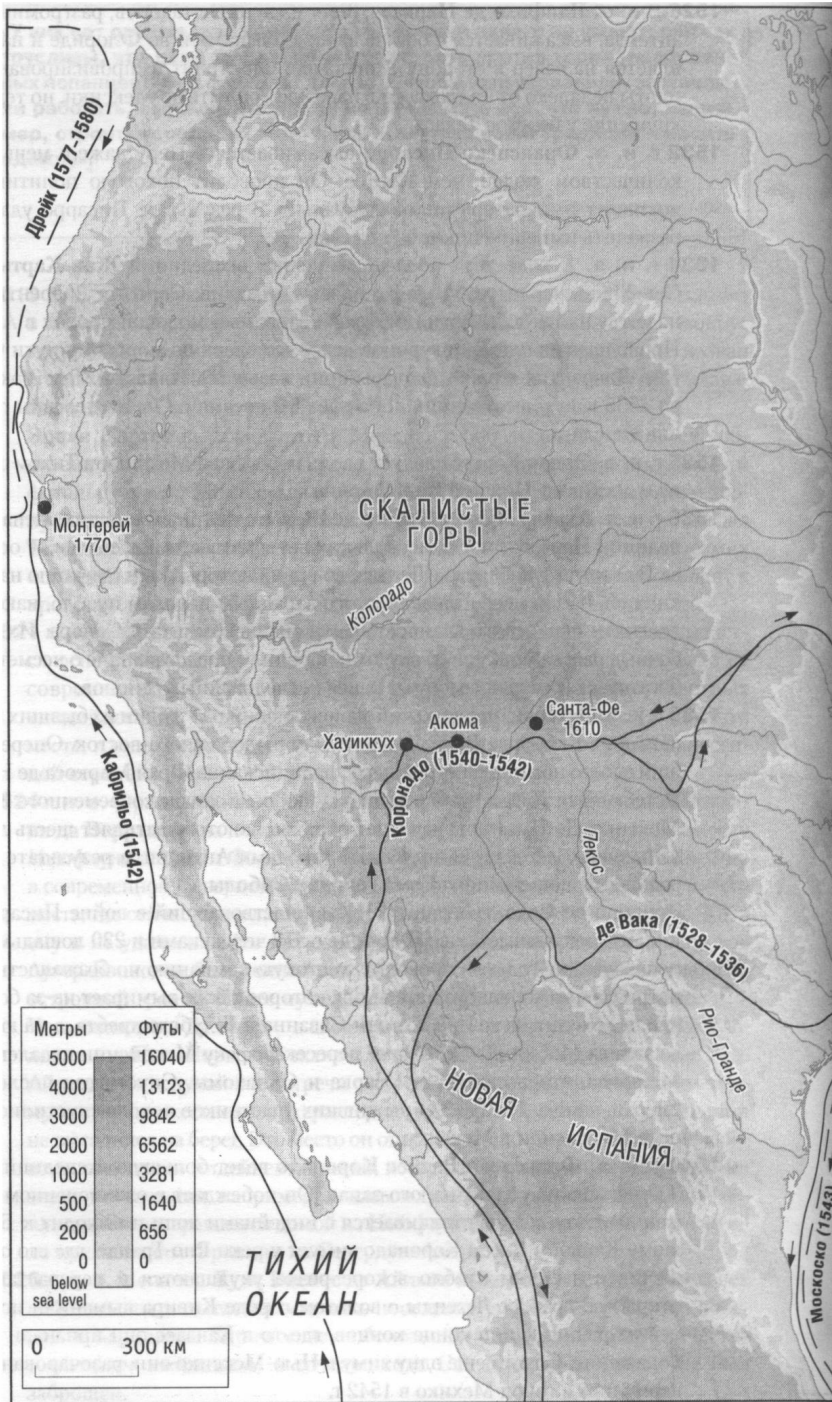 Дрейк (1577-1580)
Монтерей
1770
СКАЛИСТЫЕ
ГОРЫ
Колорадо
Санта-Фе
1610
Акома
Хауиккух
Коронадо (1540-1542)
Кабрильо (1542)
Пекос
де Вака (1528-1536)
Рио-Гранде
НОВАЯ
ИСПАНИЯ
Москоско (1543)
ТИХИЙ
ОКЕАН
Метры Футы
5000 16040
4000 13123
3000 9842
2000 6562
1000 3281
500 1640
200 656
0 0
below
sea level
0 300 км